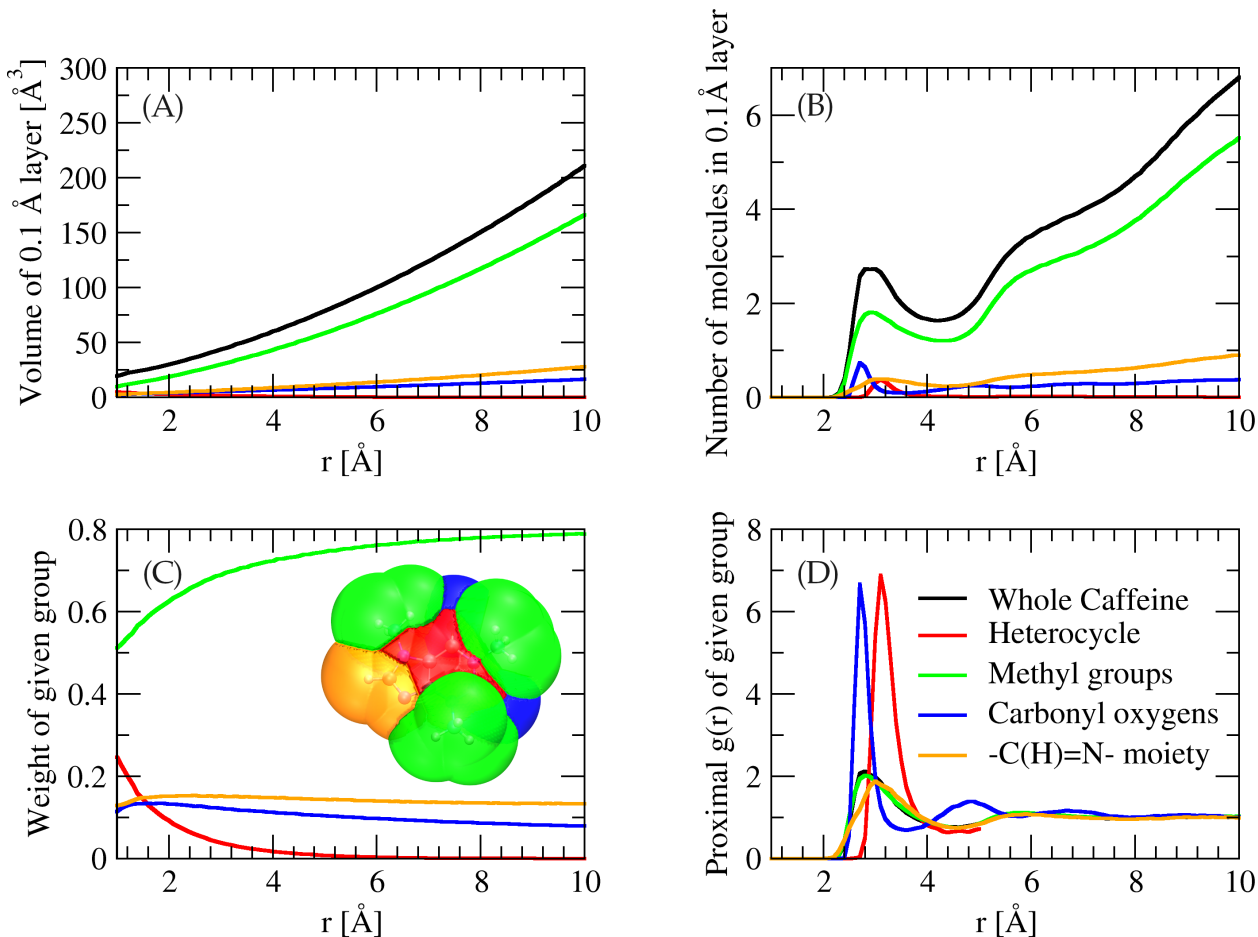 Volume of 0.1 Å layer [Å³]
300
250
200
150
100
50
0
(A)
2 4 6 8 10
r [Å]
Number of molecules in 0.1Å layer
6
4
2
0
(B)
2 4 6 8 10
r [Å]
Weight of given group
0.8
0.6
0.4
0.2
0
(C)
2 4 6 8 10
r [Å]
Proximal g(r) of given group
8
6
4
2
0
(D)
Whole Caffeine
Heterocycle
Methyl groups
Carbonyl oxygens
-C(H)=N- moiety
2 4 6 8 10
r [Å]